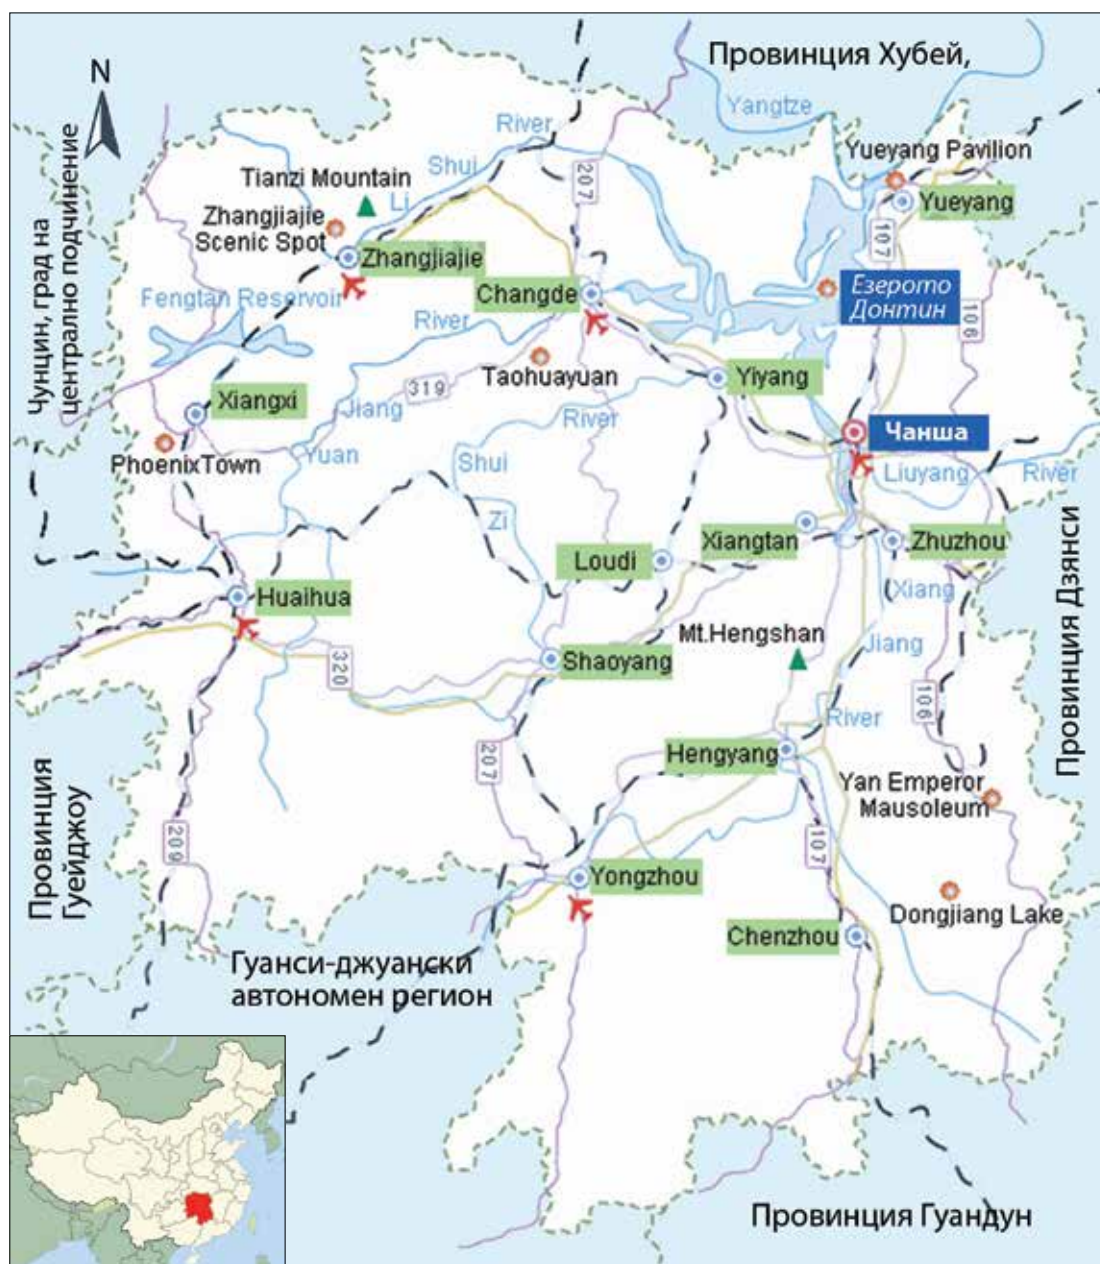 Провинция Хубей,
N
Yangtze
River
Yueyang Pavilion
Shui
207
Tianzi Mountain
Li
Yueyang
Zhangjiajie
Scenic Spot
107
Чунцин, град на
централно подчинение
Zhangjiajie
Езерото
Донтин
Changde
Fengtan Reservoir
River
106
Taohuayuan
Yiyang
319
Xiangxi
Jiang
River
Чанша
PhoenixTown
Yuan
Shui
Liuyang
River
Zi
Xiangtan
Zhuzhou
Loudi
Xiang
Huaihua
Провинция Дзянси
Mt.Hengshan
Jiang
Shaoyang
320
106
River
207
Hengyang
Yan Emperor
Mausoleum
Провинция
Гуейджоу
209
107
Yongzhou
Dongjiang Lake
Chenzhou
Гуанси-джуански
автономен регион
Провинция Гуандун